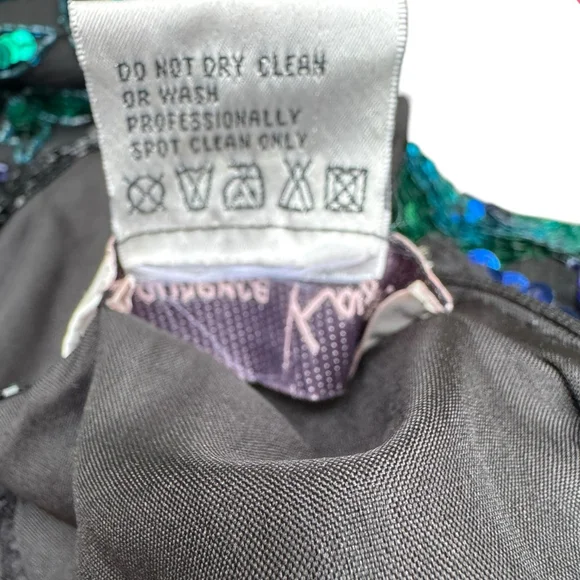 DO NOT DRY CLEAN
OR WASH
PROFESSIONALLY
SPOT CLEAN ONLY